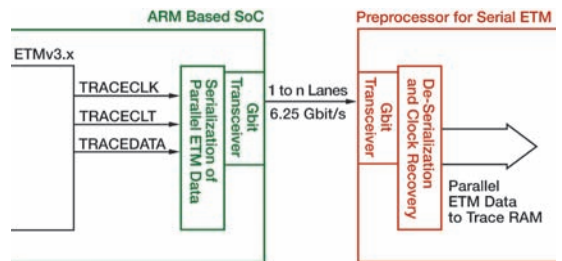 ARM Based SoC
Preprocessor for Serial ETM
ETMv3.x
TRACECLK
TRACECLT
TRACEDATA
Serialization of
Parallel ETM Data
Gbit
Transceiver
1 to n Lanes
6.25 Gbit/s
Gbit
Transceiver
De-Serialization
and Clock Recovery
Parallel
ETM Data
to Trace RAM